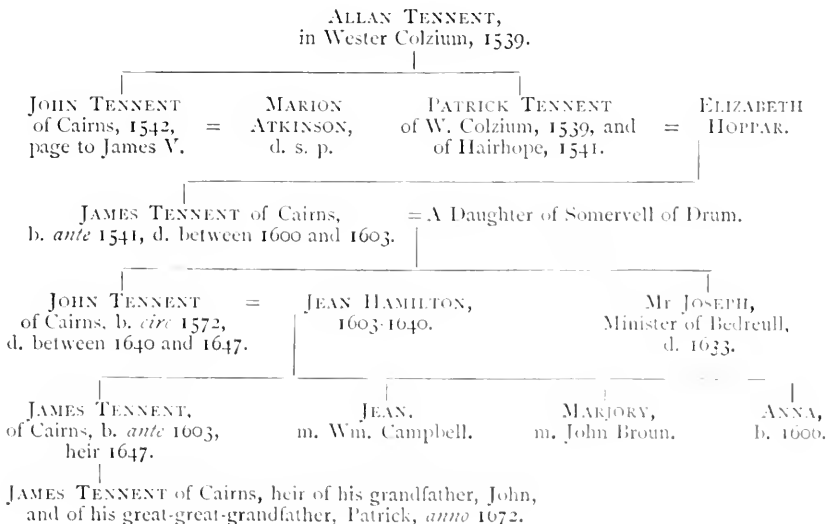 ALLAN TENNENT,
in Wester Colzium, 1539.
JOHN TENNENT
of Cairns, 1542,
page to James V.
=
MARION
ATKINSON,
d. s. p.
PATRICK TENNENT
of W. Colzium, 1539, and
of Hairhope, 1541.
=
ELIZABETH
HOPPAR.
JAMES TENNENT of Cairns,
b. ante 1541, d. between 1600 and 1603.
= A Daughter of Somervell of Drum.
JOHN TENNENT
of Cairns, b. circ 1572,
d. between 1640 and 1647.
=
JEAN HAMILTON,
1603-1640.
Mr JOSEPH,
Minister of Bedreull,
d. 1633.
JAMES TENNENT,
of Cairns, b. ante 1603,
heir 1647.
JEAN,
m. Wm. Campbell.
MARJORY,
m. John Broun.
ANNA,
b. 1606.
JAMES TENNENT of Cairns, heir of his grandfather, John,
and of his great-great-grandfather, Patrick, anno 1672.